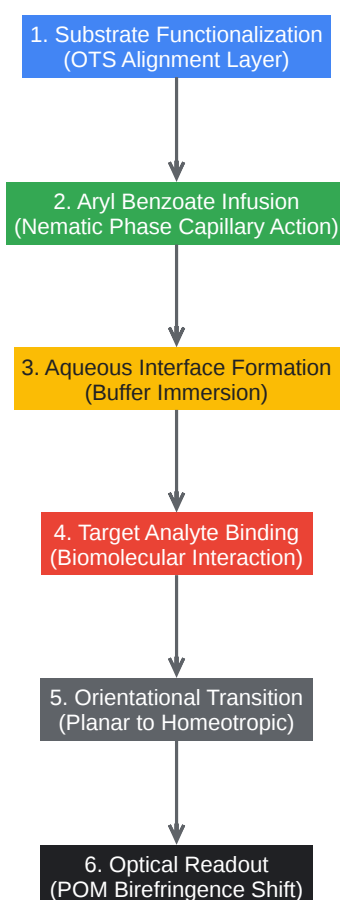 1. Substrate Functionalization
(OTS Alignment Layer)
2. Aryl Benzoate Infusion
(Nematic Phase Capillary Action)
3. Aqueous Interface Formation
(Buffer Immersion)
4. Target Analyte Binding
(Biomolecular Interaction)
5. Orientational Transition
(Planar to Homeotropic)
6. Optical Readout
(POM Birefringence Shift)